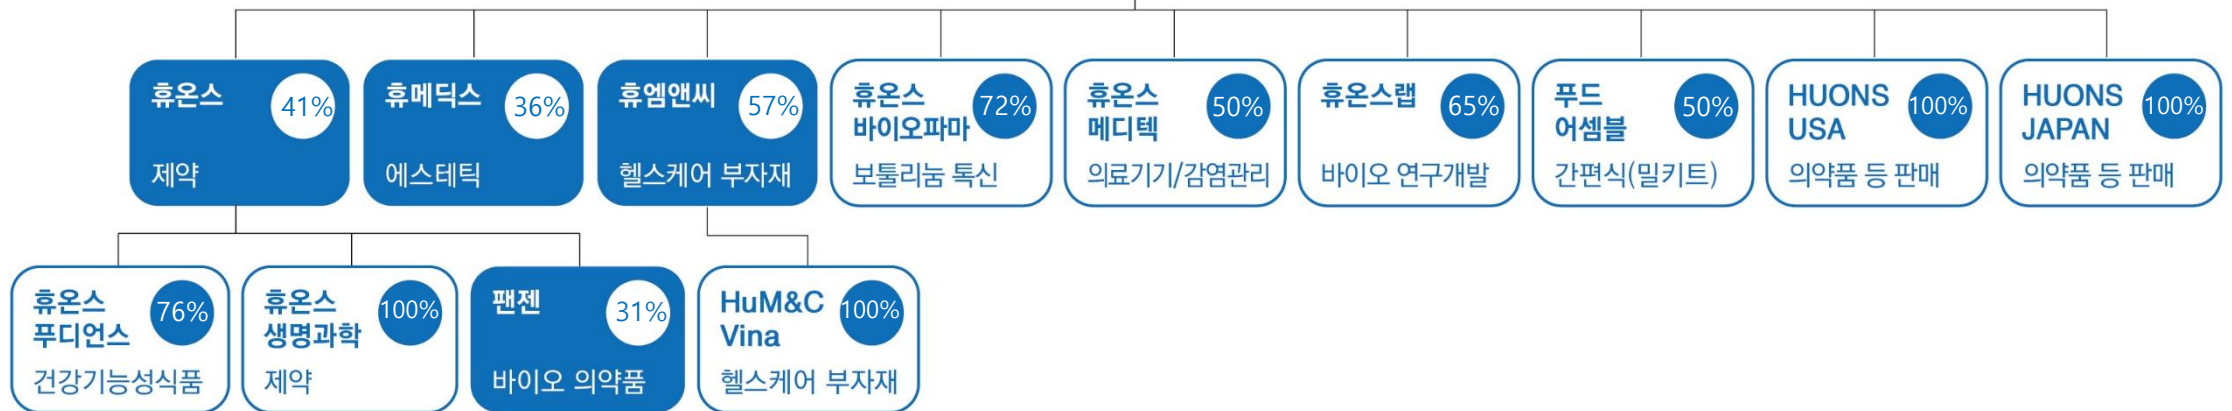 휴온스
41%
제약
휴메딕스
36%
에스테틱
휴엠앤씨
57%
헬스케어 부자재
휴온스
바이오파마
72%
보툴리눔 톡신
휴온스
메디텍
50%
의료기기/감염관리
휴온스랩
65%
바이오 연구개발
푸드
어셈블
50%
간편식(밀키트)
HUONS
USA
100%
의약품 등 판매
HUONS
JAPAN
100%
의약품 등 판매
휴온스
푸디언스
76%
건강기능성식품
휴온스
생명과학
100%
제약
팬젠
31%
바이오 의약품
HuM&C
Vina
100%
헬스케어 부자재